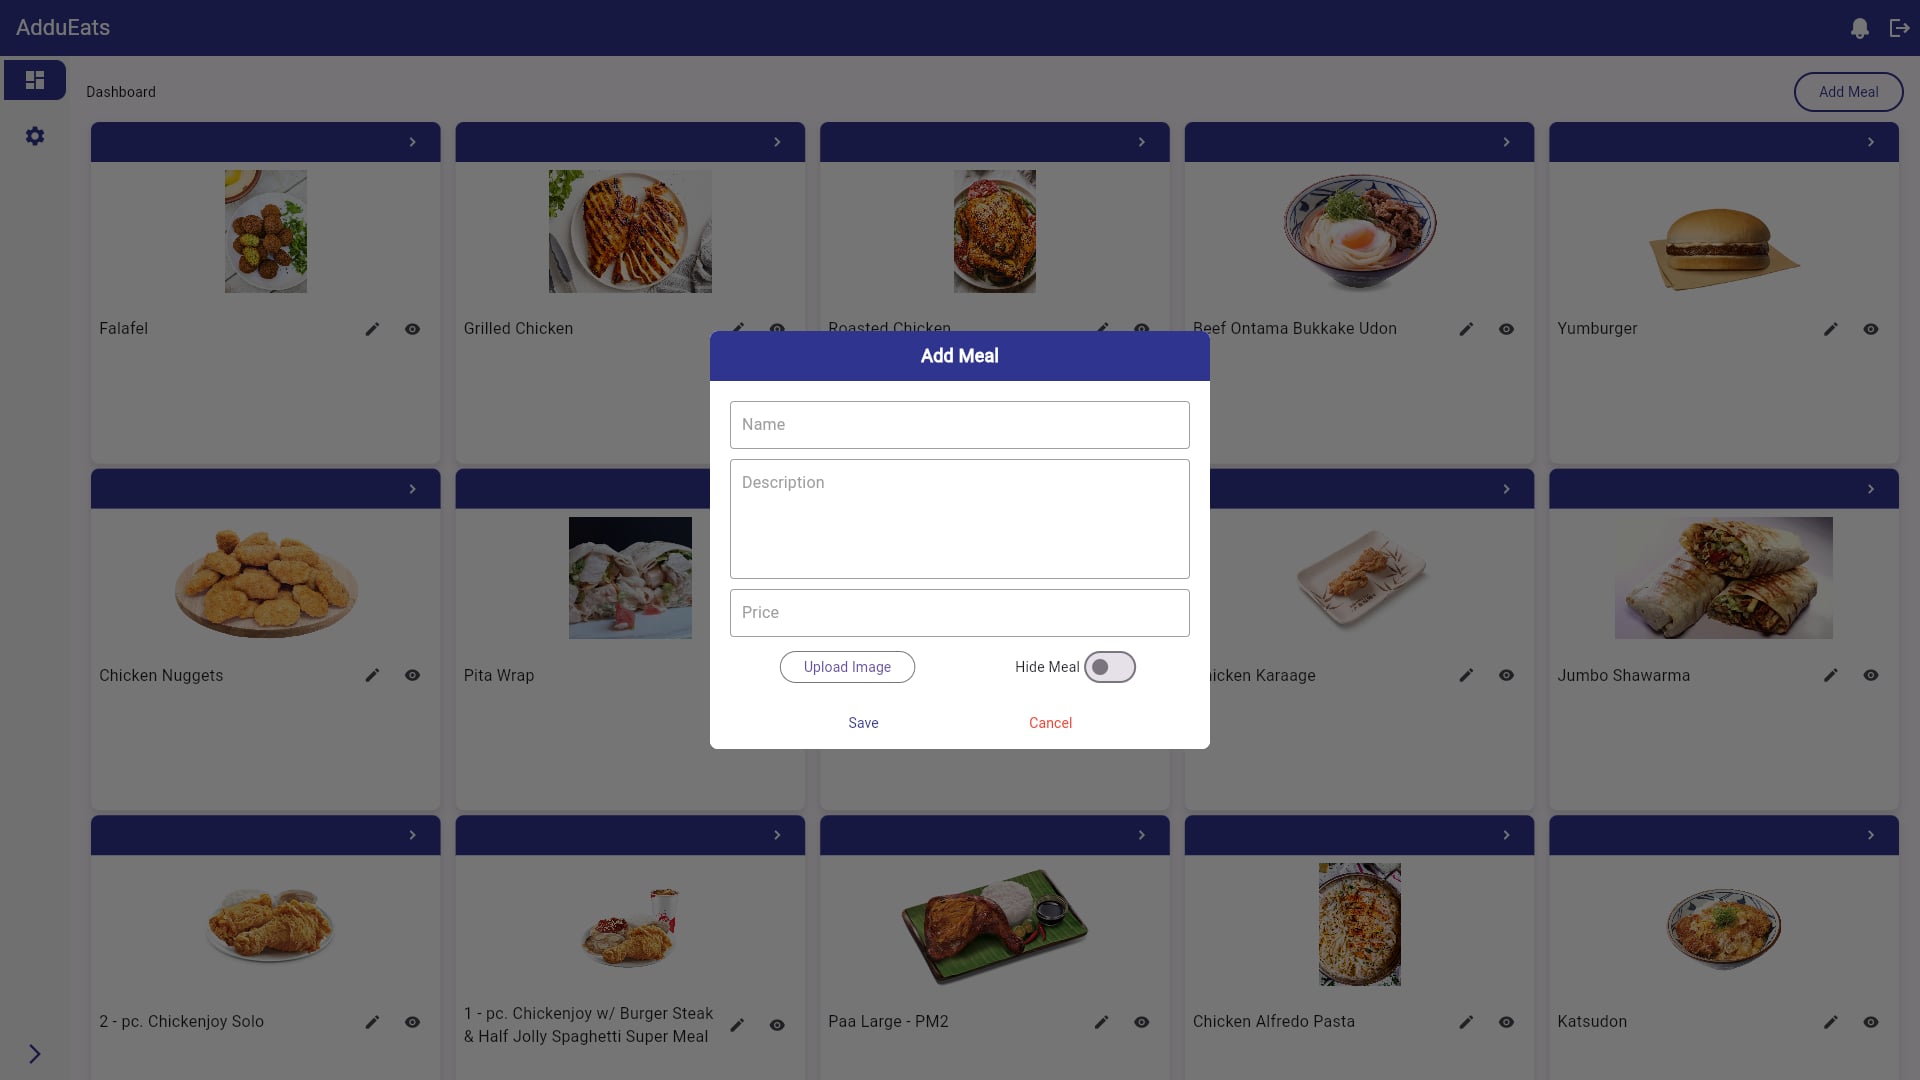 AdduEats
Dashboard
Add Meal
Falafel
Grilled Chicken
Roasted Chicken
Beef Ontama Bukkake Udon
Yumburger
Add Meal
Name
Description
Price
Upload Image
Hide Meal
Save
Cancel
Chicken Nuggets
Pita Wrap
hicken Karaage
Jumbo Shawarma
2 - pc. Chickenjoy Solo
1 - pc. Chickenjoy w/ Burger Steak
& Half Jolly Spaghetti Super Meal
Paa Large - PM2
Chicken Alfredo Pasta
Katsudon